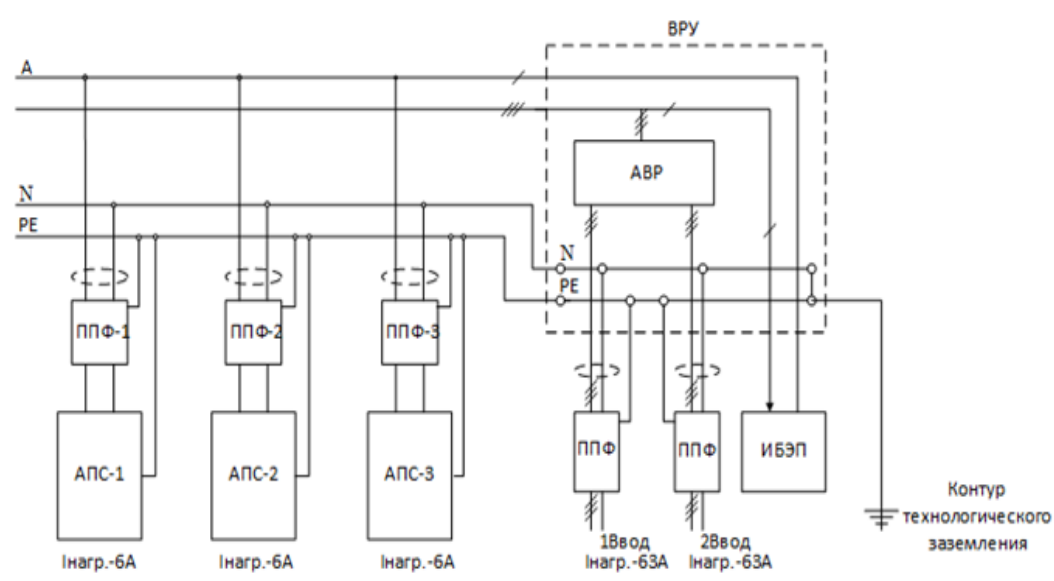 ВРУ
A
АВР
N
PE
N
PE
ППФ-1
ППФ-2
ППФ-3
АПС-1
АПС-2
АПС-3
ППФ
ППФ
ИБЭП
Контур
технологического
заземления
1Ввод
2Ввод
Iнагр.-6А
Iнагр.-6А
Iнагр.-6А
Iнагр.-63А
Iнагр.-63А